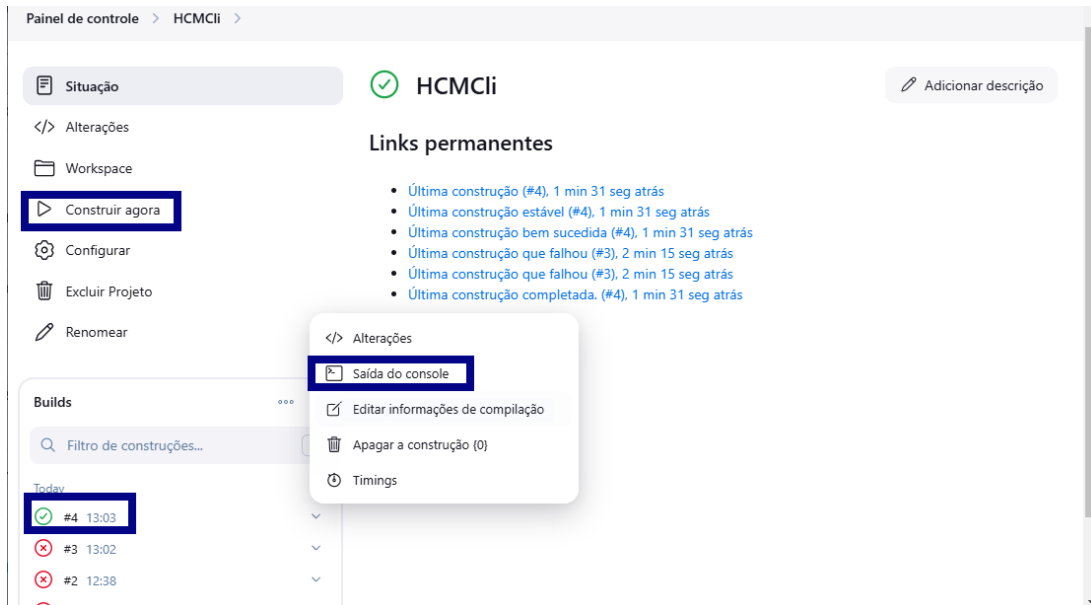 Painel de controle > HCMCli >
Situação
</> Alterações
Workspace
Construir agora
Configurar
Excluir Projeto
Renomear
HCMCli
Adicionar descrição
Links permanentes
• Última construção (#4), 1 min 31 seg atrás
• Última construção estável (#4), 1 min 31 seg atrás
• Última construção bem sucedida (#4), 1 min 31 seg atrás
• Última construção que falhou (#3), 2 min 15 seg atrás
• Última construção que falhou (#3), 2 min 15 seg atrás
• Última construção completada. (#4), 1 min 31 seg atrás
</> Alterações
Saída do console
Editar informações de compilação
Apagar a construção {0}
Timings
Builds
Filtro de construções...
Today
#4 13:03
#3 13:02
#2 12:38